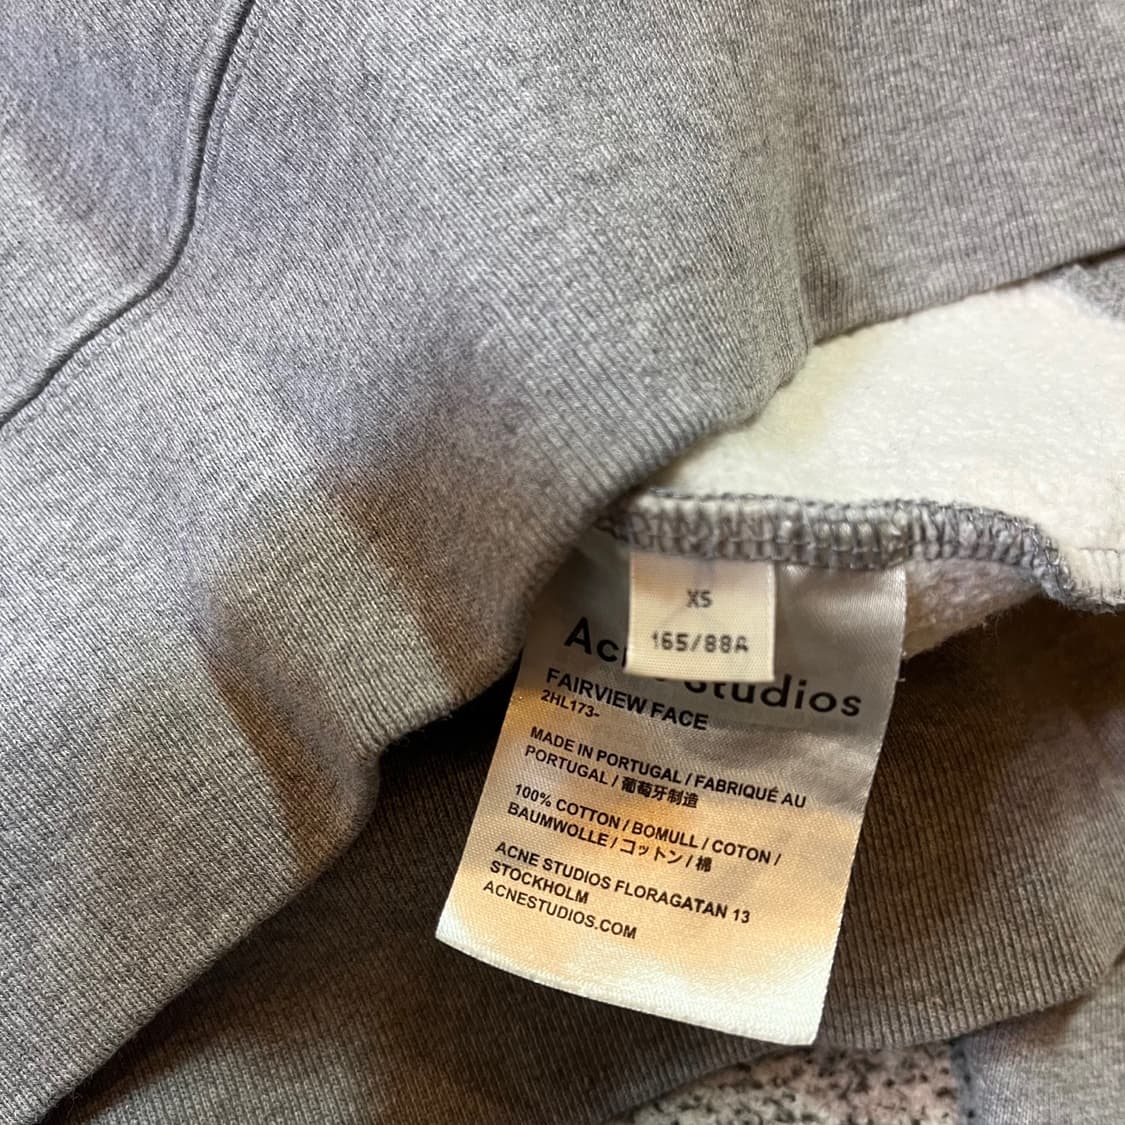 XS
165/88A
Ac
studios
FAIRVIEW FACE
2HL173-
MADE IN PORTUGAL / FABRIQUÉ AU
PORTUGAL / 葡萄牙制造
100% COTTON / BOMULL / COTON /
BAUMWOLLE / コットン / 棉
ACNE STUDIOS FLORAGATAN 13
STOCKHOLM
ACNESTUDIOS.COM